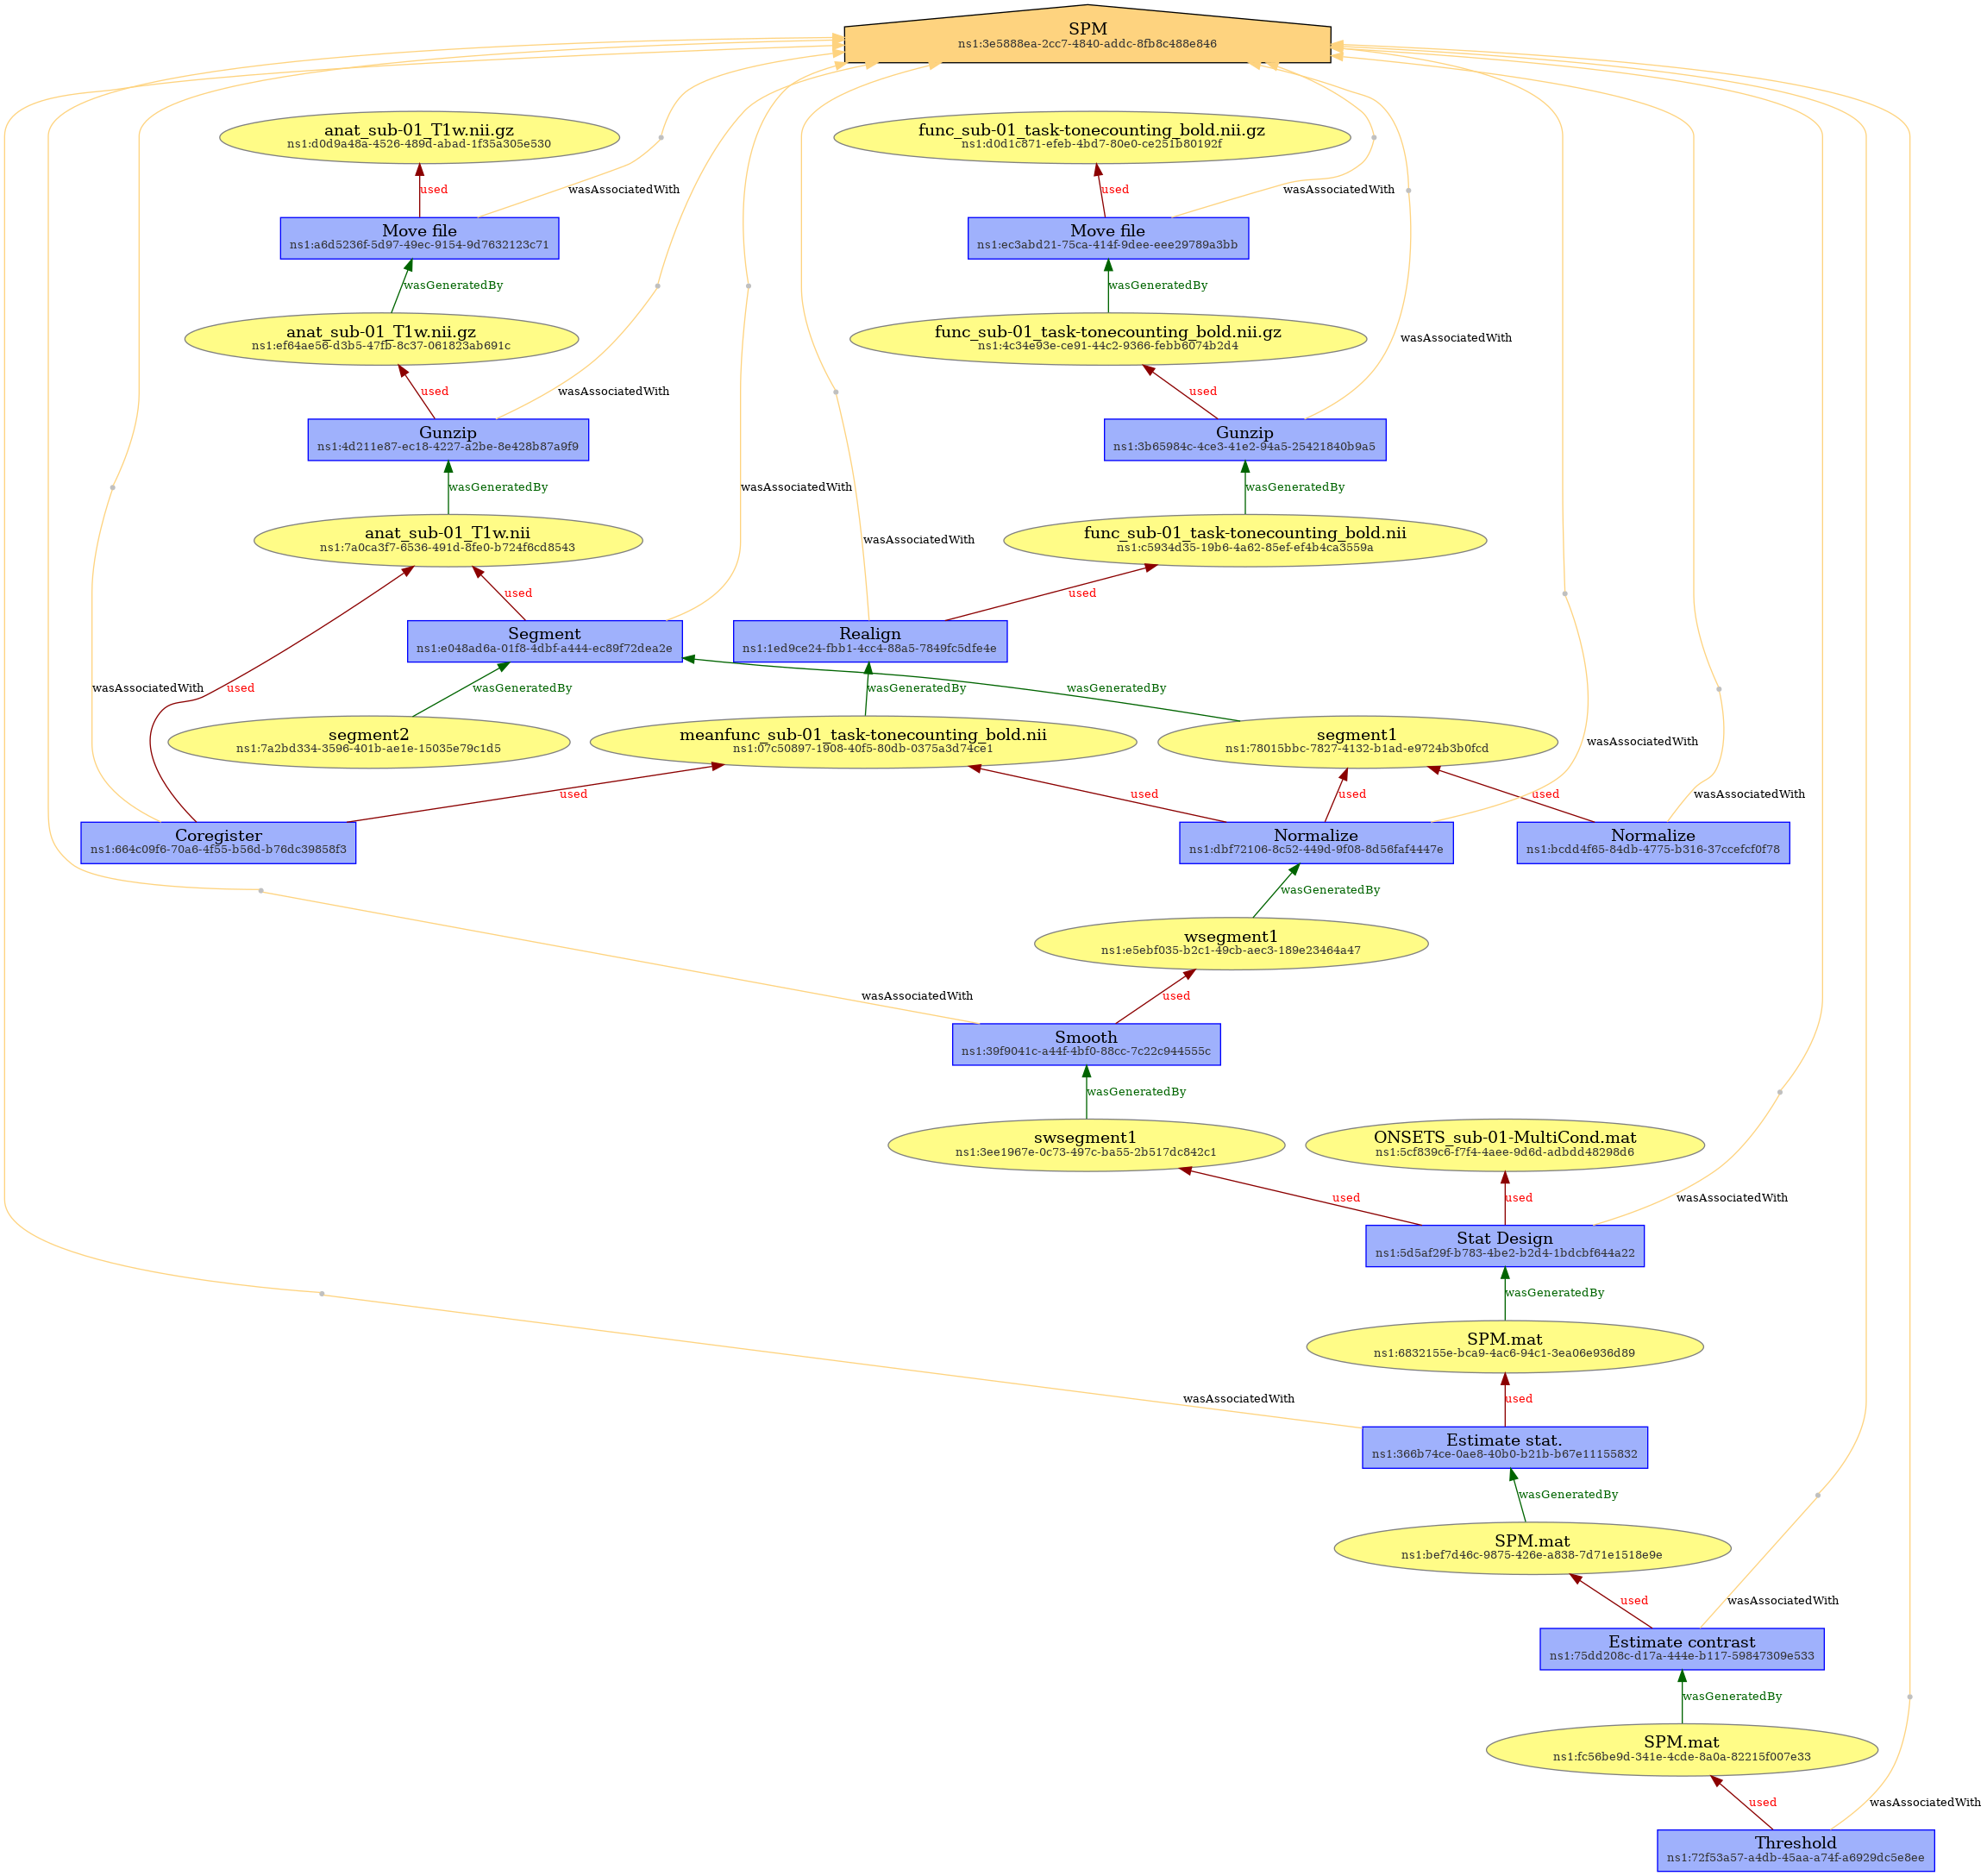 SPM
ns1:3e5888ea-2cc7-4840-addc-8fb8c488e846
anat_sub-01_T1w.nii.gz
ns1:d0d9a48a-4526-489d-abad-1f35a305e530
func_sub-01_task-tonecounting_bold.nii.gz
ns1:d0d1c871-efeb-4bd7-80e0-ce251b80192f
used
wasAssociatedWith
used
wasAssociatedWith
Move file
ns1:a6d5236f-5d97-49ec-9154-9d7632123c71
Move file
ns1:ec3abd21-75ca-414f-9dee-eee29789a3bb
wasGeneratedBy
wasGeneratedBy
anat_sub-01_T1w.nii.gz
ns1:ef64ae56-d3b5-47fb-8c37-061823ab691c
func_sub-01_task-tonecounting_bold.nii.gz
ns1:4c34e93e-ce91-44c2-9366-febb6074b2d4
wasAssociatedWith
used
wasAssociatedWith
used
Gunzip
ns1:4d211e87-ec18-4227-a2be-8e428b87a9f9
Gunzip
ns1:3b65984c-4ce3-41e2-94a5-25421840b9a5
wasGeneratedBy
wasAssociatedWith
wasGeneratedBy
anat_sub-01_T1w.nii
ns1:7a0ca3f7-6536-491d-8fe0-b724f6cd8543
wasAssociatedWith
func_sub-01_task-tonecounting_bold.nii
ns1:c5934d35-19b6-4a62-85ef-ef4b4ca3559a
used
used
Segment
ns1:e048ad6a-01f8-4dbf-a444-ec89f72dea2e
Realign
ns1:1ed9ce24-fbb1-4cc4-88a5-7849fc5dfe4e
wasAssociatedWith
used
wasGeneratedBy
wasGeneratedBy
wasGeneratedBy
segment2
ns1:7a2bd334-3596-401b-ae1e-15035e79c1d5
meanfunc_sub-01_task-tonecounting_bold.nii
ns1:07c50897-1908-40f5-80db-0375a3d74ce1
segment1
ns1:78015bbc-7827-4132-b1ad-e9724b3b0fcd
wasAssociatedWith
used
used
used
used
wasAssociatedWith
Coregister
ns1:664c09f6-70a6-4f55-b56d-b76dc39858f3
Normalize
ns1:dbf72106-8c52-449d-9f08-8d56faf4447e
Normalize
ns1:bcdd4f65-84db-4775-b316-37ccefcf0f78
wasGeneratedBy
wsegment1
ns1:e5ebf035-b2c1-49cb-aec3-189e23464a47
wasAssociatedWith
used
Smooth
ns1:39f9041c-a44f-4bf0-88cc-7c22c944555c
wasGeneratedBy
swsegment1
ns1:3ee1967e-0c73-497c-ba55-2b517dc842c1
ONSETS_sub-01-MultiCond.mat
ns1:5cf839c6-f7f4-4aee-9d6d-adbdd48298d6
used
used
wasAssociatedWith
Stat Design
ns1:5d5af29f-b783-4be2-b2d4-1bdcbf644a22
wasGeneratedBy
SPM.mat
ns1:6832155e-bca9-4ac6-94c1-3ea06e936d89
wasAssociatedWith
used
Estimate stat.
ns1:366b74ce-0ae8-40b0-b21b-b67e11155832
wasGeneratedBy
SPM.mat
ns1:bef7d46c-9875-426e-a838-7d71e1518e9e
used
wasAssociatedWith
Estimate contrast
ns1:75dd208c-d17a-444e-b117-59847309e533
wasGeneratedBy
SPM.mat
ns1:fc56be9d-341e-4cde-8a0a-82215f007e33
used
wasAssociatedWith
Threshold
ns1:72f53a57-a4db-45aa-a74f-a6929dc5e8ee